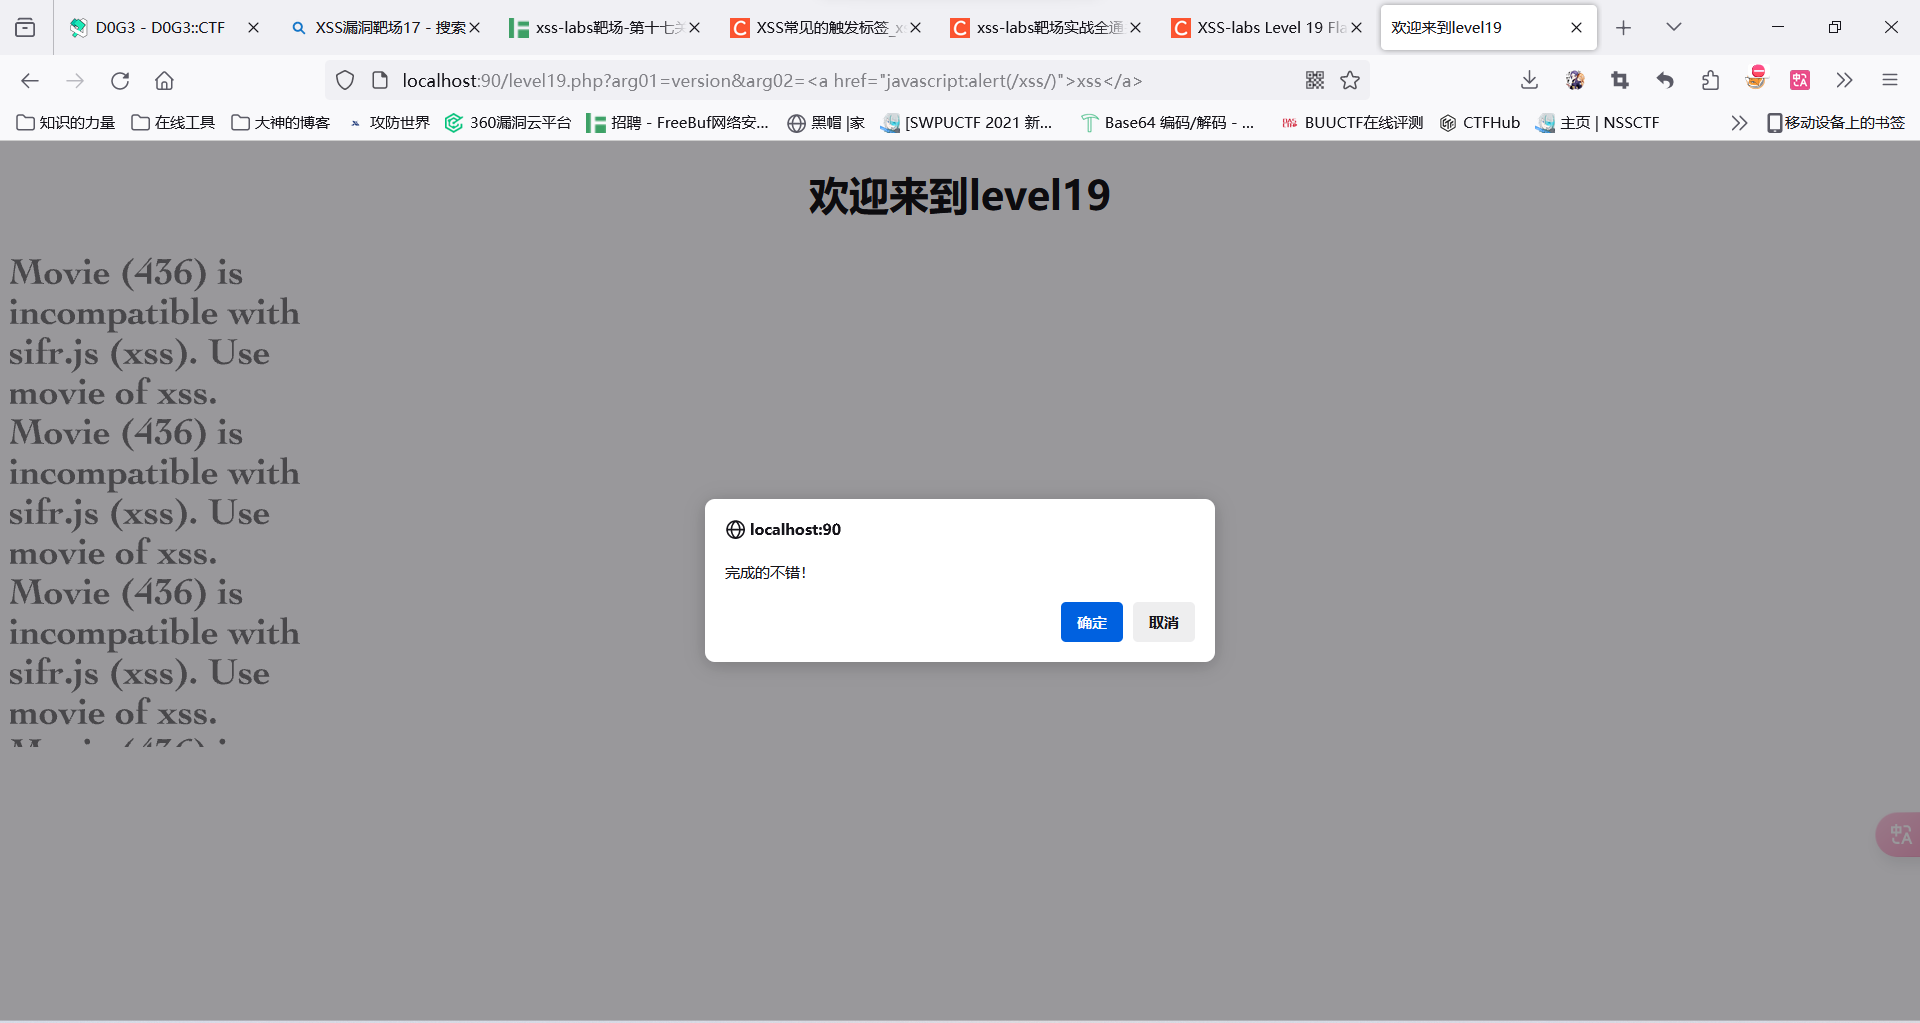 D0G3 - D0G3::CTF
XSS漏洞靶场17 - 搜索
xss-labs靶场-第十七关
XSS常见的触发标签_xs
xss-labs靶场实战全通
XSS-labs Level 19 Fla
欢迎来到level19
localhost:90/level19.php?arg01=version&arg02=<a href="javascript:alert(/xss/)">xss</a>
知识的力量
在线工具
大神的博客
攻防世界
360漏洞云平台
招聘 - FreeBuf网络安...
黑帽 |家
[SWPUCTF 2021 新...
Base64 编码/解码 - ...
BUUCTF在线评测
CTFHub
主页 | NSSCTF
移动设备上的书签
欢迎来到level19
Movie (436) is
incompatible with
sifr.js (xss). Use
movie of xss.
Movie (436) is
incompatible with
sifr.js (xss). Use
movie of xss.
Movie (436) is
incompatible with
sifr.js (xss). Use
movie of xss.
Movie (436) is
localhost:90
完成的不错！
确定
取消